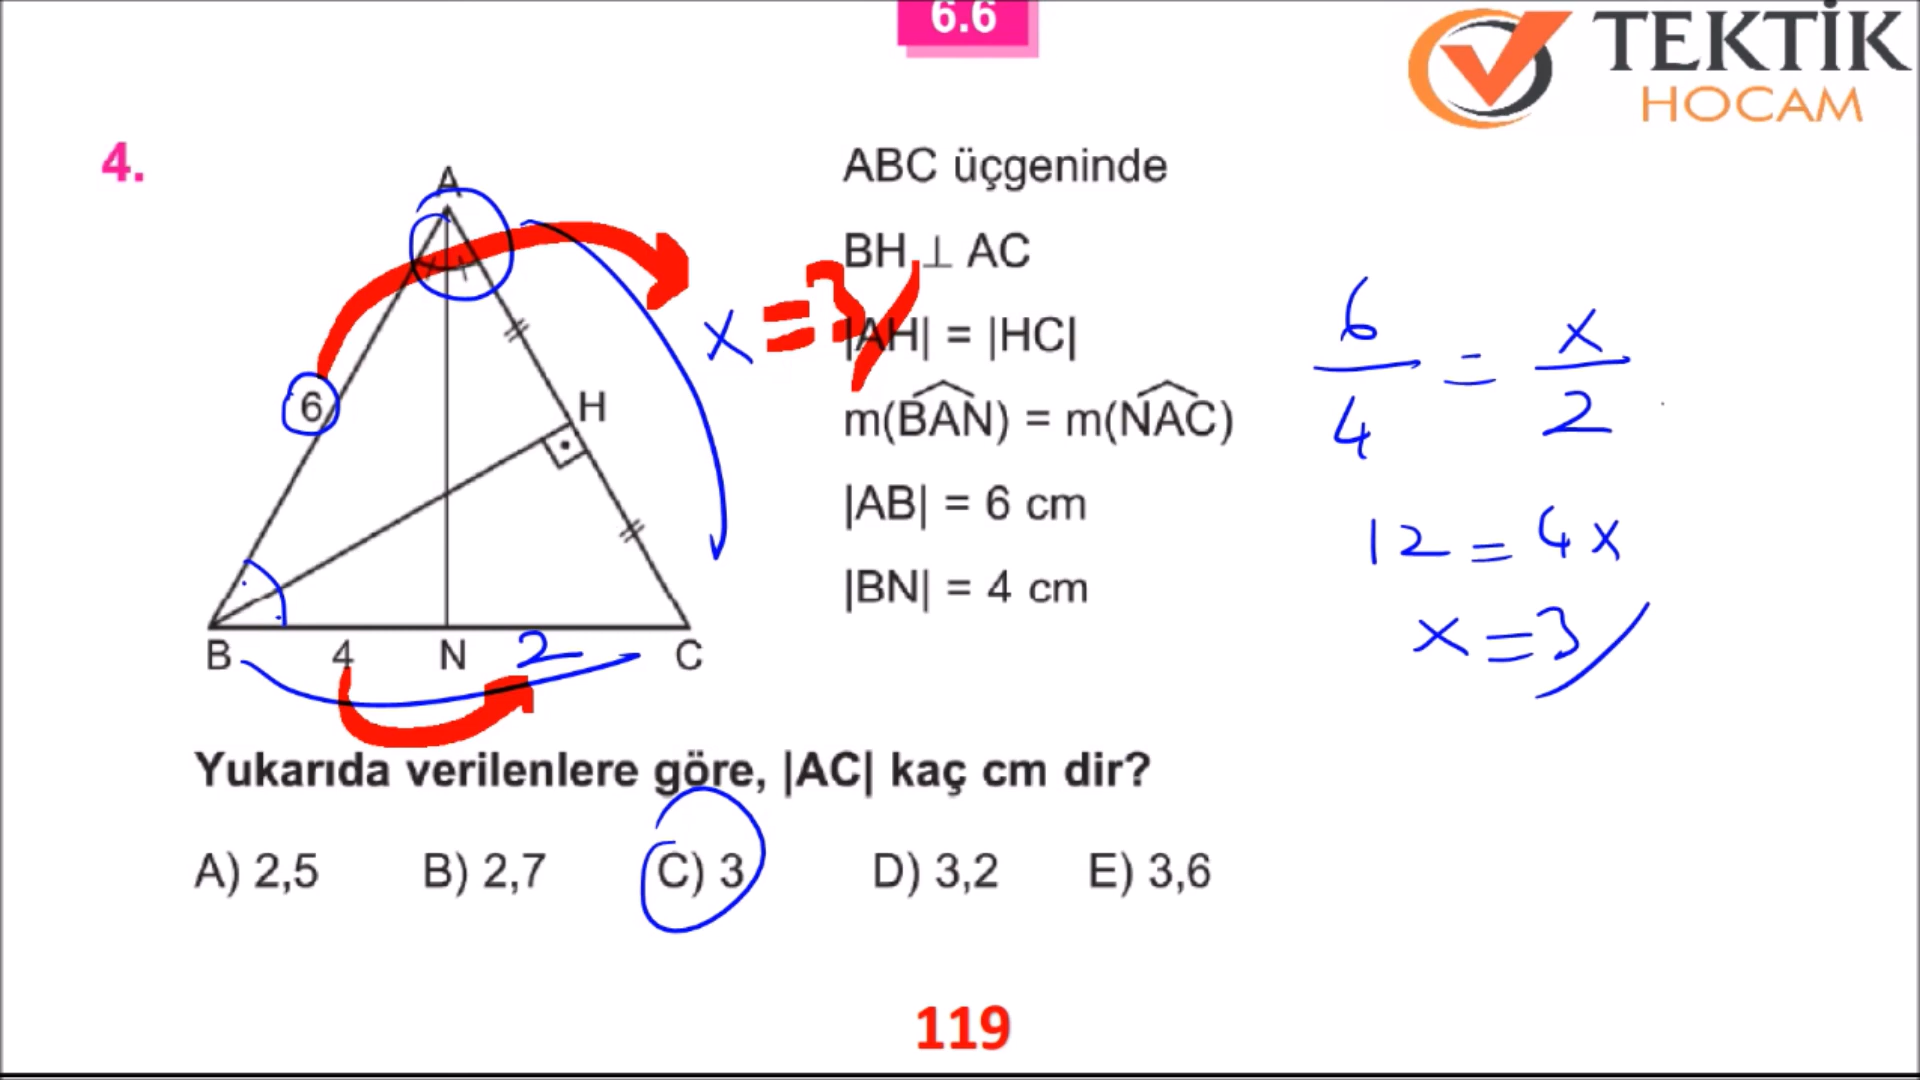 6.6
TEKTİK
HOCAM
4.
A
6
H
B 4 N 2 C
ABC üçgeninde
BH ⊥ AC
x = 3
|AH| = |HC|
m(BAN) = m(NAC)
|AB| = 6 cm
|BN| = 4 cm
6/4 = x/2
12 = 4x
x = 3
Yukarıda verilenlere göre, |AC| kaç cm dir?
A) 2,5 B) 2,7 C) 3 D) 3,2 E) 3,6
119